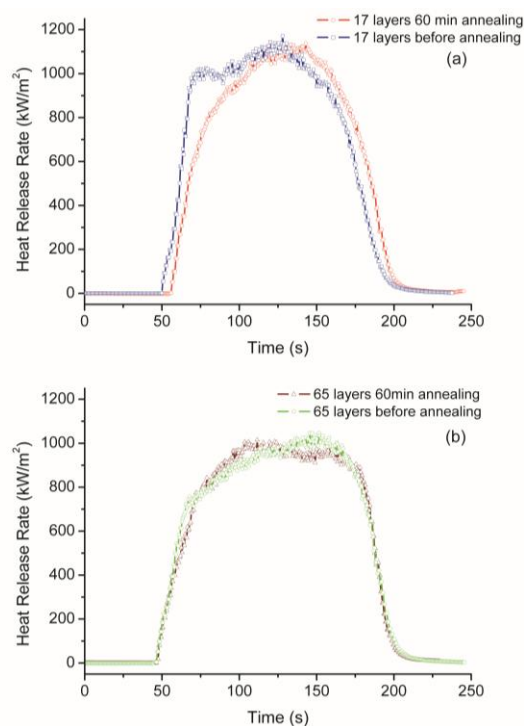 17 layers 60 min annealing
17 layers before annealing
(a)
Heat Release Rate (kW/m²)
1200
1000
800
600
400
200
0
0 50 100 150 200 250
Time (s)
65 layers 60min annealing
65 layers before annealing
(b)
Heat Release Rate (kW/m²)
1200
1000
800
600
400
200
0
0 50 100 150 200 250
Time (s)